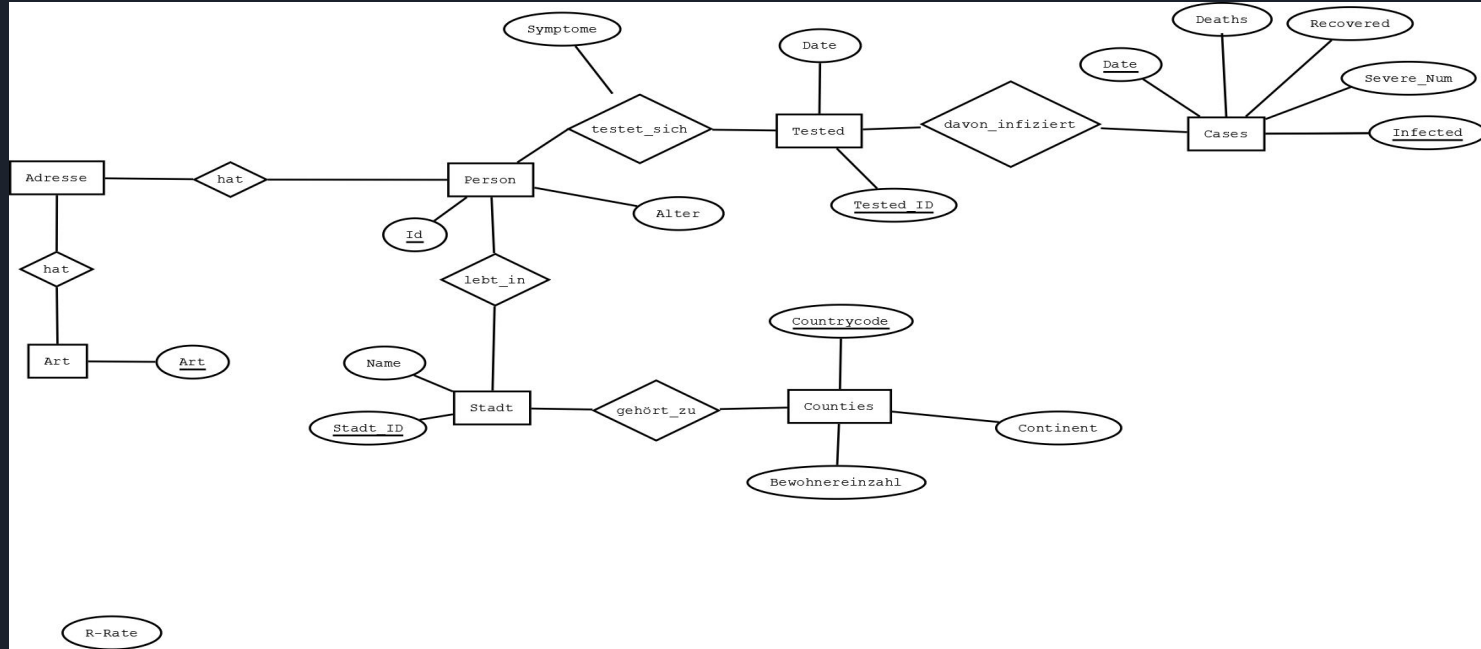 Symptome
Date
Deaths
Recovered
Date
Severe_Num
testet_sich
Tested
davon_infiziert
Cases
Infected
Adresse
hat
Person
Tested_ID
Alter
Id
hat
lebt_in
Countrycode
Art
Art
Name
Stadt
gehört_zu
Counties
Stadt_ID
Continent
Bewohnereinzahl
R-Rate